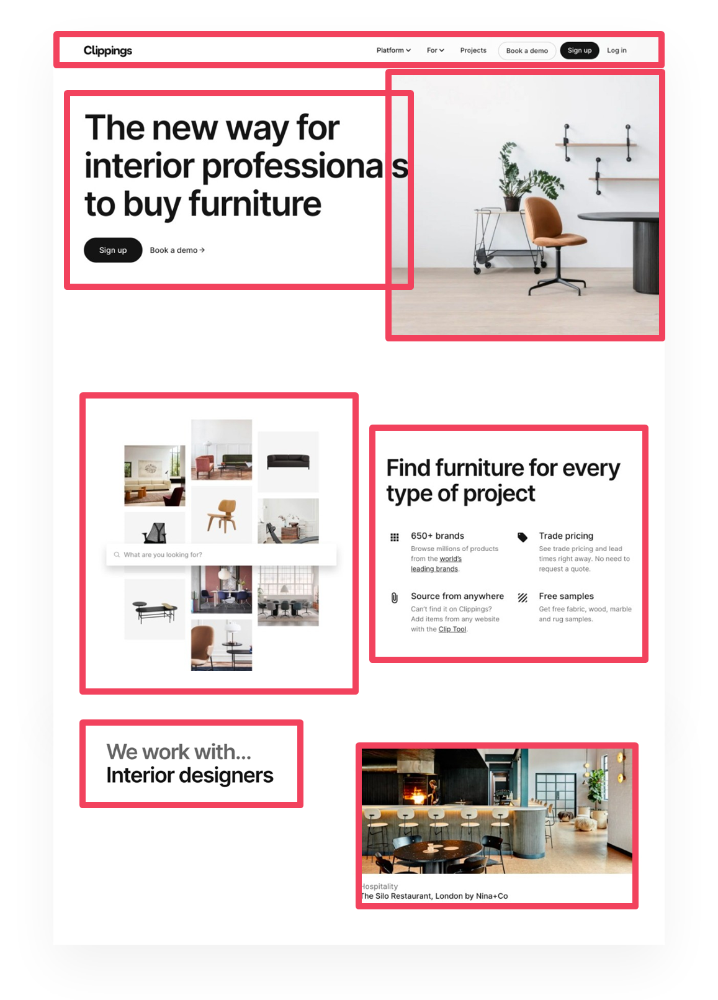 Clippings
Platform For Projects Book a demo Sign up Log in
The new way for
interior professionals
to buy furniture
Sign up Book a demo →
What are you looking for?
Find furniture for every
type of project
650+ brands
Browse millions of products
from the world's
leading brands.
Trade pricing
See trade pricing and lead
times right away. No need to
request a quote.
Source from anywhere
Can't find it on Clippings?
Add items from any website
with the Clip Tool.
Free samples
Get free fabric, wood, marble
and rug samples.
We work with...
Interior designers
Hospitality
The Silo Restaurant, London by Nina+Co